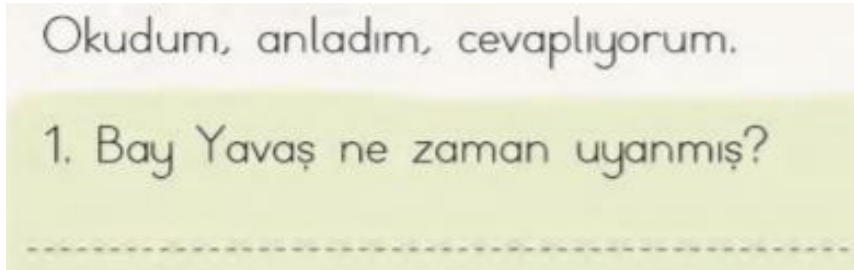 Okudum, anladım, cevaplıyorum.
1. Bay Yavaş ne zaman uyanmış?